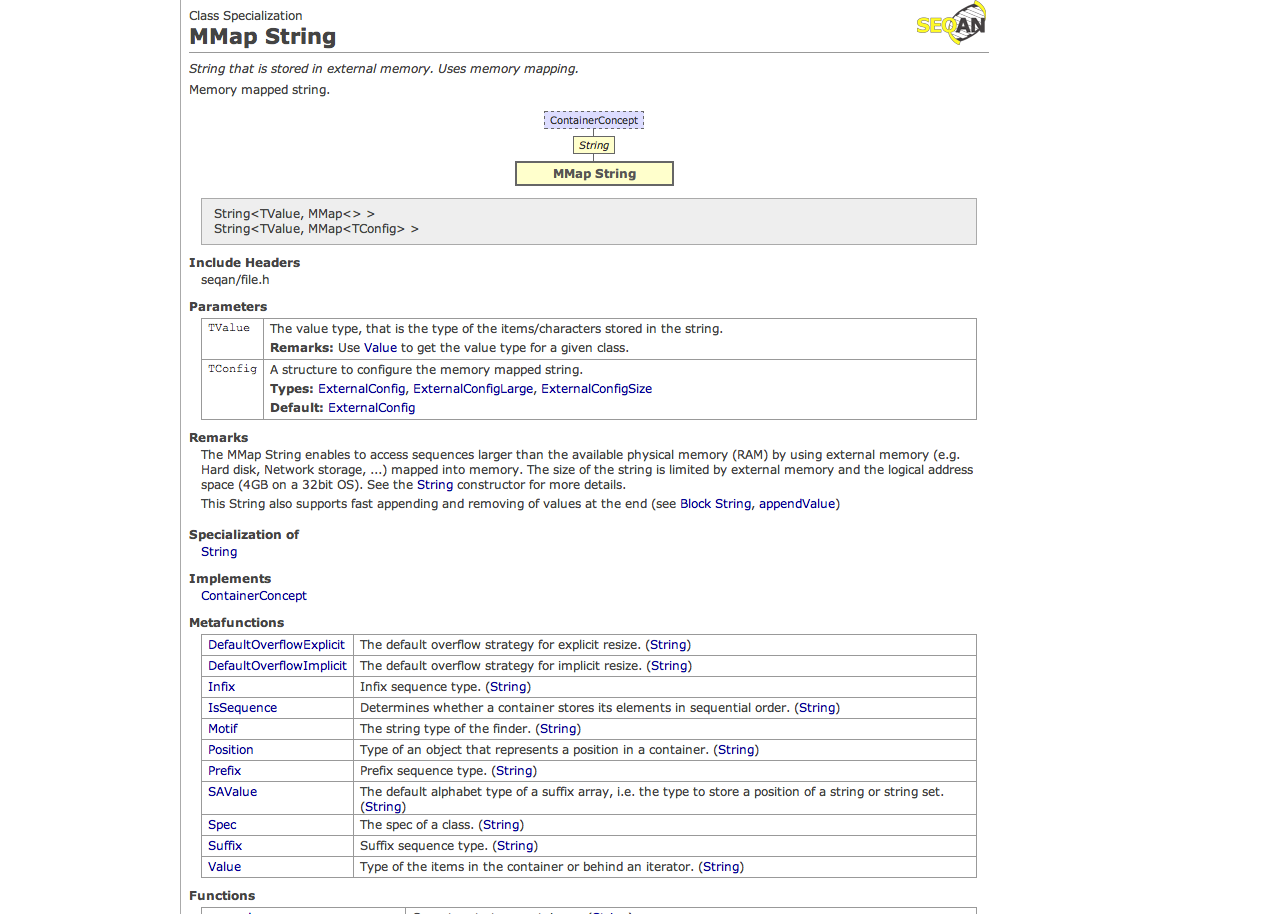 Class Specialization
MMap String
SEQAN
String that is stored in external memory. Uses memory mapping.
Memory mapped string.
ContainerConcept
String
MMap String
String<TValue, MMap<> >
String<TValue, MMap<TConfig> >
Include Headers
seqan/file.h
Parameters
TValue The value type, that is the type of the items/characters stored in the string.
Remarks: Use Value to get the value type for a given class.
TConfig A structure to configure the memory mapped string.
Types: ExternalConfig, ExternalConfigLarge, ExternalConfigSize
Default: ExternalConfig
Remarks
The MMap String enables to access sequences larger than the available physical memory (RAM) by using external memory (e.g.
Hard disk, Network storage, ...) mapped into memory. The size of the string is limited by external memory and the logical address
space (4GB on a 32bit OS). See the String constructor for more details.
This String also supports fast appending and removing of values at the end (see Block String, appendValue)
Specialization of
String
Implements
ContainerConcept
Metafunctions
DefaultOverflowExplicit The default overflow strategy for explicit resize. (String)
DefaultOverflowImplicit The default overflow strategy for implicit resize. (String)
Infix Infix sequence type. (String)
IsSequence Determines whether a container stores its elements in sequential order. (String)
Motif The string type of the finder. (String)
Position Type of an object that represents a position in a container. (String)
Prefix Prefix sequence type. (String)
SAValue The default alphabet type of a suffix array, i.e. the type to store a position of a string or string set.
(String)
Spec The spec of a class. (String)
Suffix Suffix sequence type. (String)
Value Type of the items in the container or behind an iterator. (String)
Functions